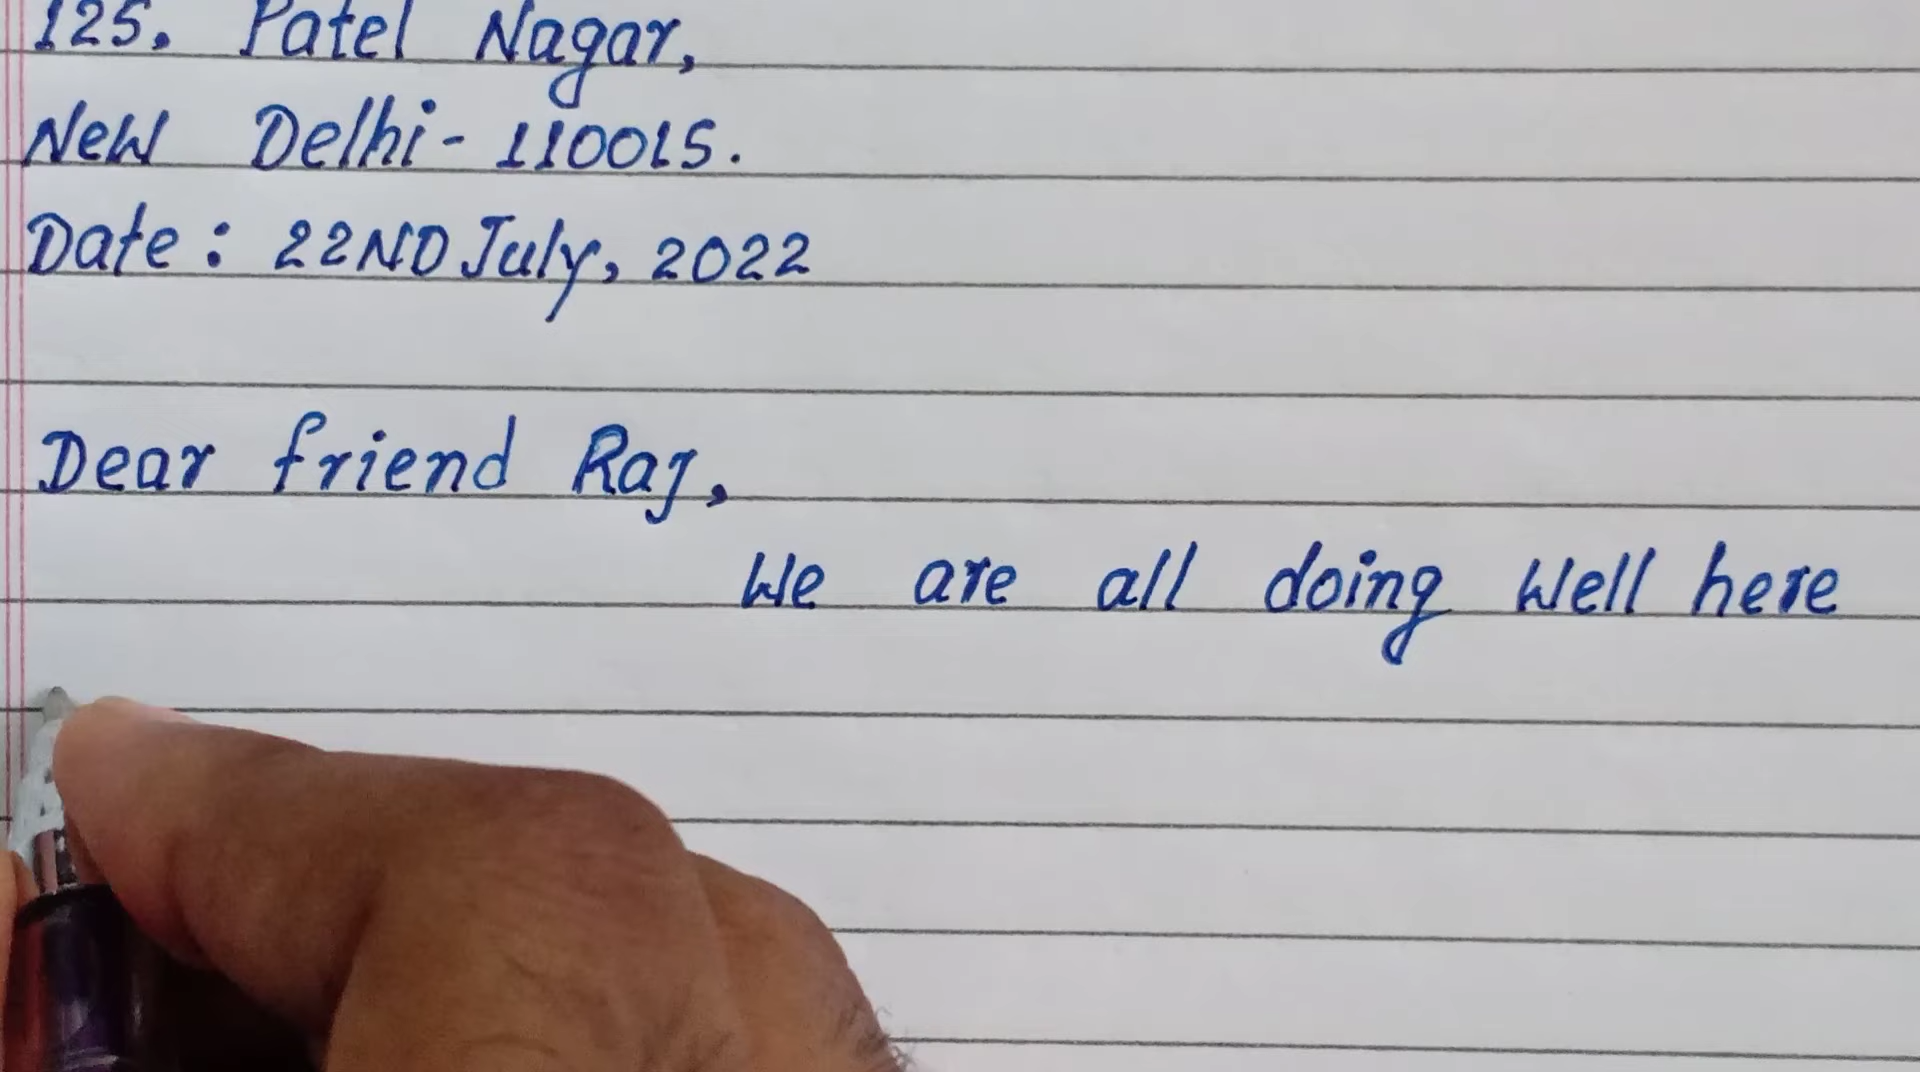 125, Patel Nagar,
New Delhi- 110015.
Date: 22ND July, 2022
Dear friend Raj,
We are all doing well here